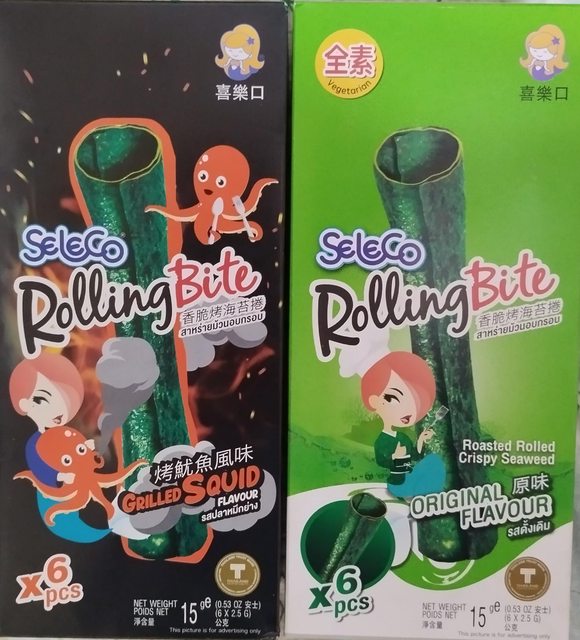 喜樂口
SELECO
RollingBite
香脆烤海苔捲
สาหร่ายม้วนอบกรอบ
烤魷魚風味
GRILLED SQUID
FLAVOUR
รสปลาหมึกย่าง
x6
pcs
T
NET WEIGHT
POIDS NET
淨含量
15 ge
(0.53 OZ 安士)
(6 X 2.5 G)
公克
This picture is for advertising only
全素
Vegetarian
喜樂口
SELECO
RollingBite
香脆烤海苔捲
สาหร่ายม้วนอบกรอบ
Roasted Rolled
Crispy Seaweed
ORIGINAL 原味
FLAVOUR
รสดั้งเดิม
x6
pcs
T
NET WEIGHT
POIDS NET
淨含量
15 ge
(0.53 OZ 安士)
(6 X 2.5 G)
公克
This picture is for advertising only